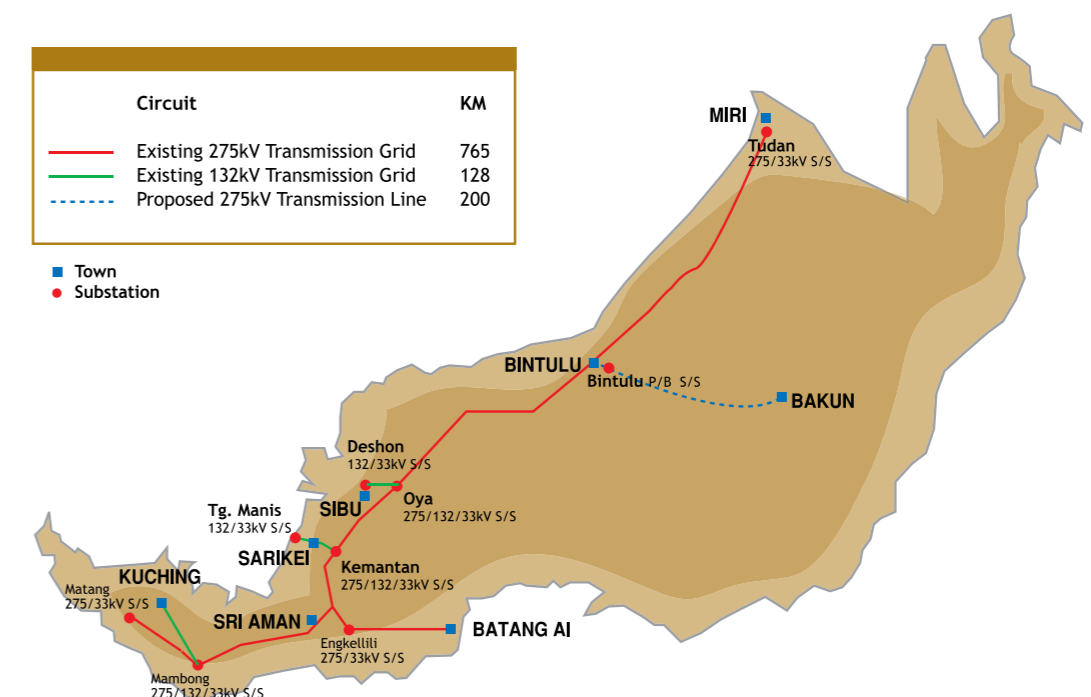 Circuit KM
Existing 275kV Transmission Grid 765
Existing 132kV Transmission Grid 128
Proposed 275kV Transmission Line 200
Town
Substation
MIRI
Tudan
275/33kV S/S
BINTULU
Bintulu P/B S/S
BAKUN
Deshon
132/33kV S/S
SIBU
Oya
275/132/33kV S/S
Tg. Manis
132/33kV S/S
SARIKEI
Kemantan
275/132/33kV S/S
KUCHING
Matang
275/33kV S/S
SRI AMAN
BATANG AI
Engkellili
275/33kV S/S
Mambong
275/132/33kV S/S